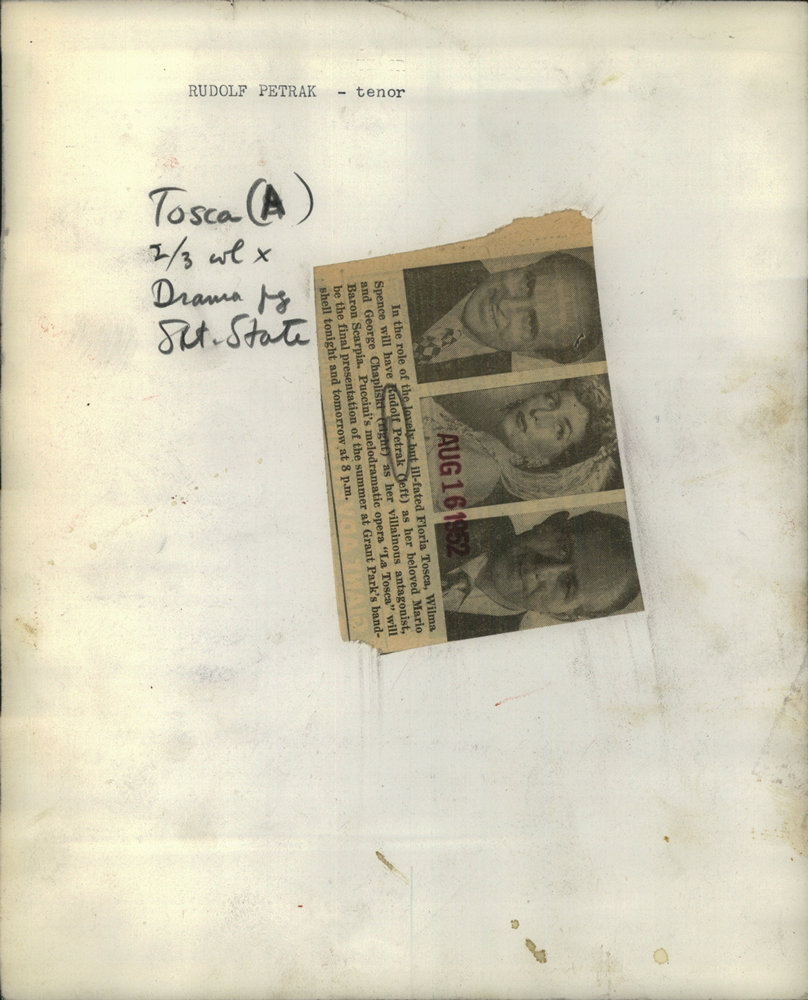 RUDOLF PETRAK - tenor
Tosca (A)
2/3 wl x
Drama pg
Sat. State
AUG 16 1952
In the role of the lovely but ill-fated Floria Tosca, Wilma
Spence will have Rudolf Petrak (left) as her beloved Mario
and George Chapliski (right) as her villainous antagonist,
Baron Scarpia. Puccini's melodramatic opera "La Tosca" will
be the final presentation of the summer at Grant Park's band-
shell tonight and tomorrow at 8 p.m.